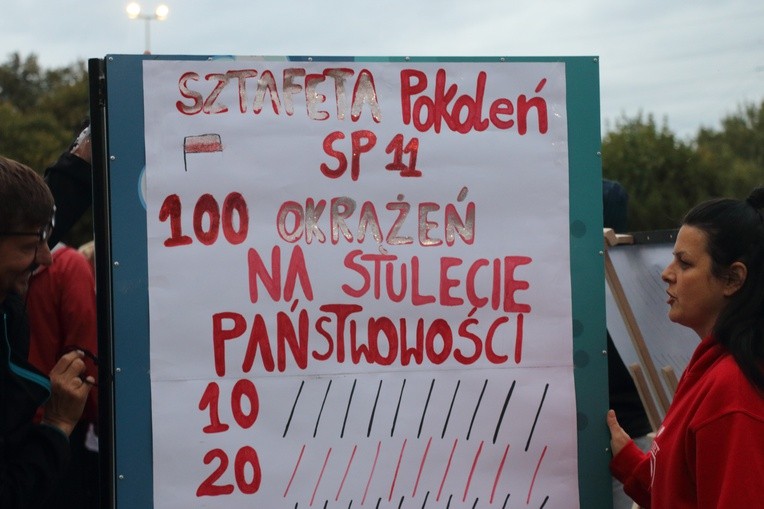 SZTAFETA POKOLEŃ
SP 11
100 OKRĄŻEŃ
NA STULECIE
PAŃSTWOWOŚCI
10
20